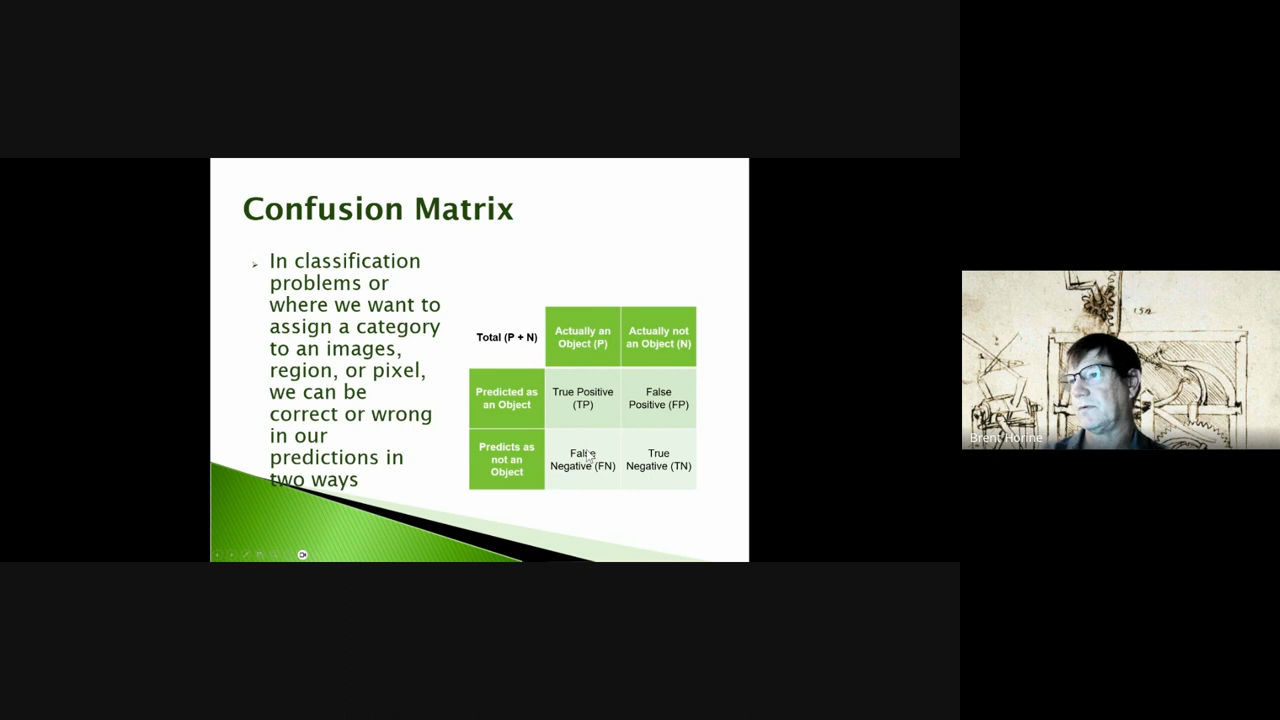 Confusion Matrix
In classification
problems or
where we want to
assign a category
to an images,
region, or pixel,
we can be
correct or wrong
in our
predictions in
two ways
Total (P + N)
Actually an
Object (P)
Actually not
an Object (N)
Predicted as
an Object
True Positive
(TP)
False
Positive (FP)
Predicts as
not an
Object
False
Negative (FN)
True
Negative (TN)
Brent Horine